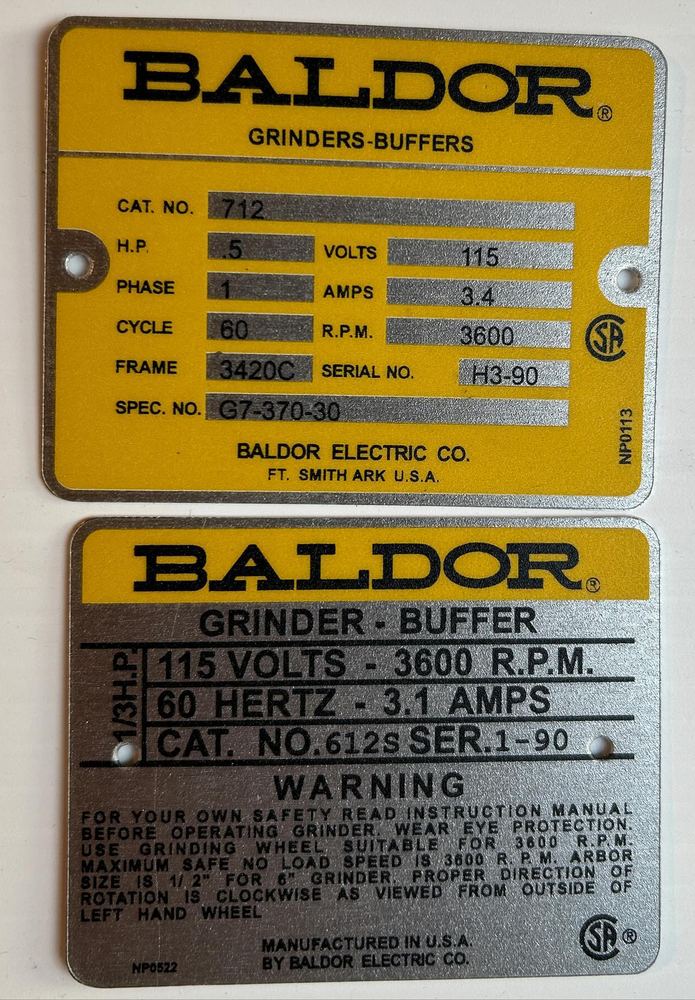 BALDOR®
GRINDERS-BUFFERS
CAT. NO. 712
H.P. .5 VOLTS 115
PHASE 1 AMPS 3.4
CYCLE 60 R.P.M. 3600
FRAME 3420C SERIAL NO. H3-90
SPEC. NO. G7-370-30
BALDOR ELECTRIC CO.
FT. SMITH ARK U.S.A.
SA
NP0113
BALDOR®
GRINDER - BUFFER
1/3H.P.
115 VOLTS - 3600 R.P.M.
60 HERTZ - 3.1 AMPS
CAT. NO. 612S SER. 1-90
WARNING
FOR YOUR OWN SAFETY READ INSTRUCTION MANUAL
BEFORE OPERATING GRINDER. WEAR EYE PROTECTION.
USE GRINDING WHEEL SUITABLE FOR 3600 R.P.M.
MAXIMUM SAFE NO LOAD SPEED IS 3600 R.P.M. ARBOR
SIZE IS 1/2" FOR 6" GRINDER. PROPER DIRECTION OF
ROTATION IS CLOCKWISE AS VIEWED FROM OUTSIDE OF
LEFT HAND WHEEL
MANUFACTURED IN U.S.A.
BY BALDOR ELECTRIC CO.
NP0522
SA®